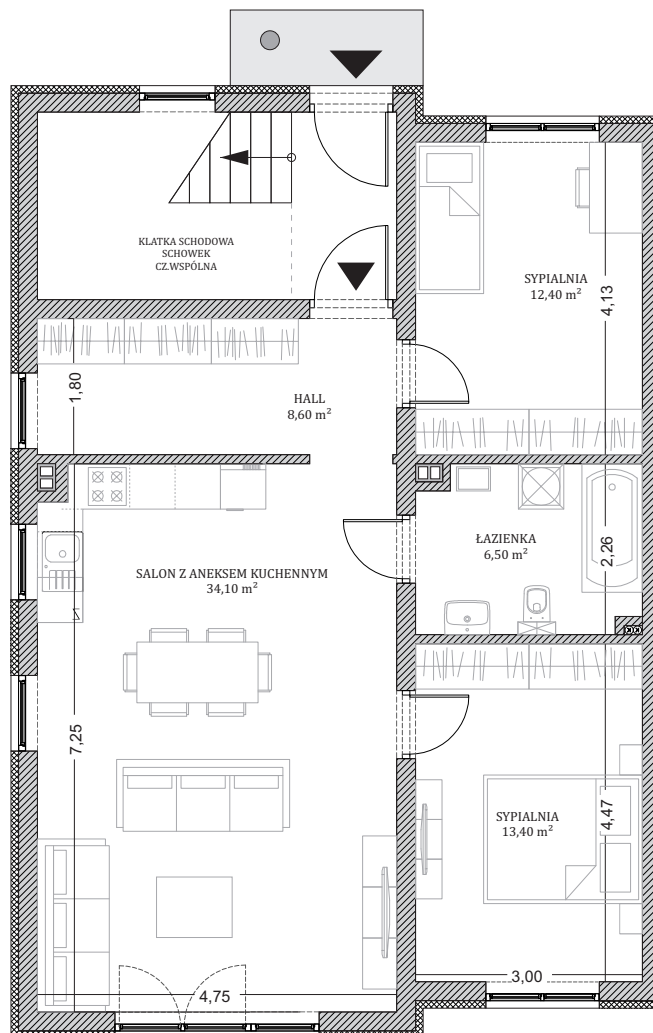 KLATKA SCHODOWA
SCHOWEK
CZ.WSPÓLNA
SYPIALNIA
12,40 m²
4,13
1,80
HALL
8,60 m²
ŁAZIENKA
6,50 m²
2,26
SALON Z ANEKSEM KUCHENNYM
34,10 m²
7,25
SYPIALNIA
13,40 m²
4,47
3,00
4,75